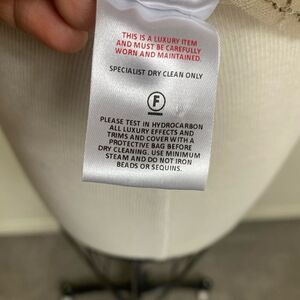 THIS IS A LUXURY ITEM
AND MUST BE CAREFULLY
WORN AND MAINTAINED.
SPECIALIST DRY CLEAN ONLY
F
PLEASE TEST IN HYDROCARBON
ALL LUXURY EFFECTS AND
TRIMS AND COVER WITH A
PROTECTIVE BAG BEFORE
DRY CLEANING. USE MINIMUM
STEAM AND DO NOT IRON
BEADS OR SEQUINS.